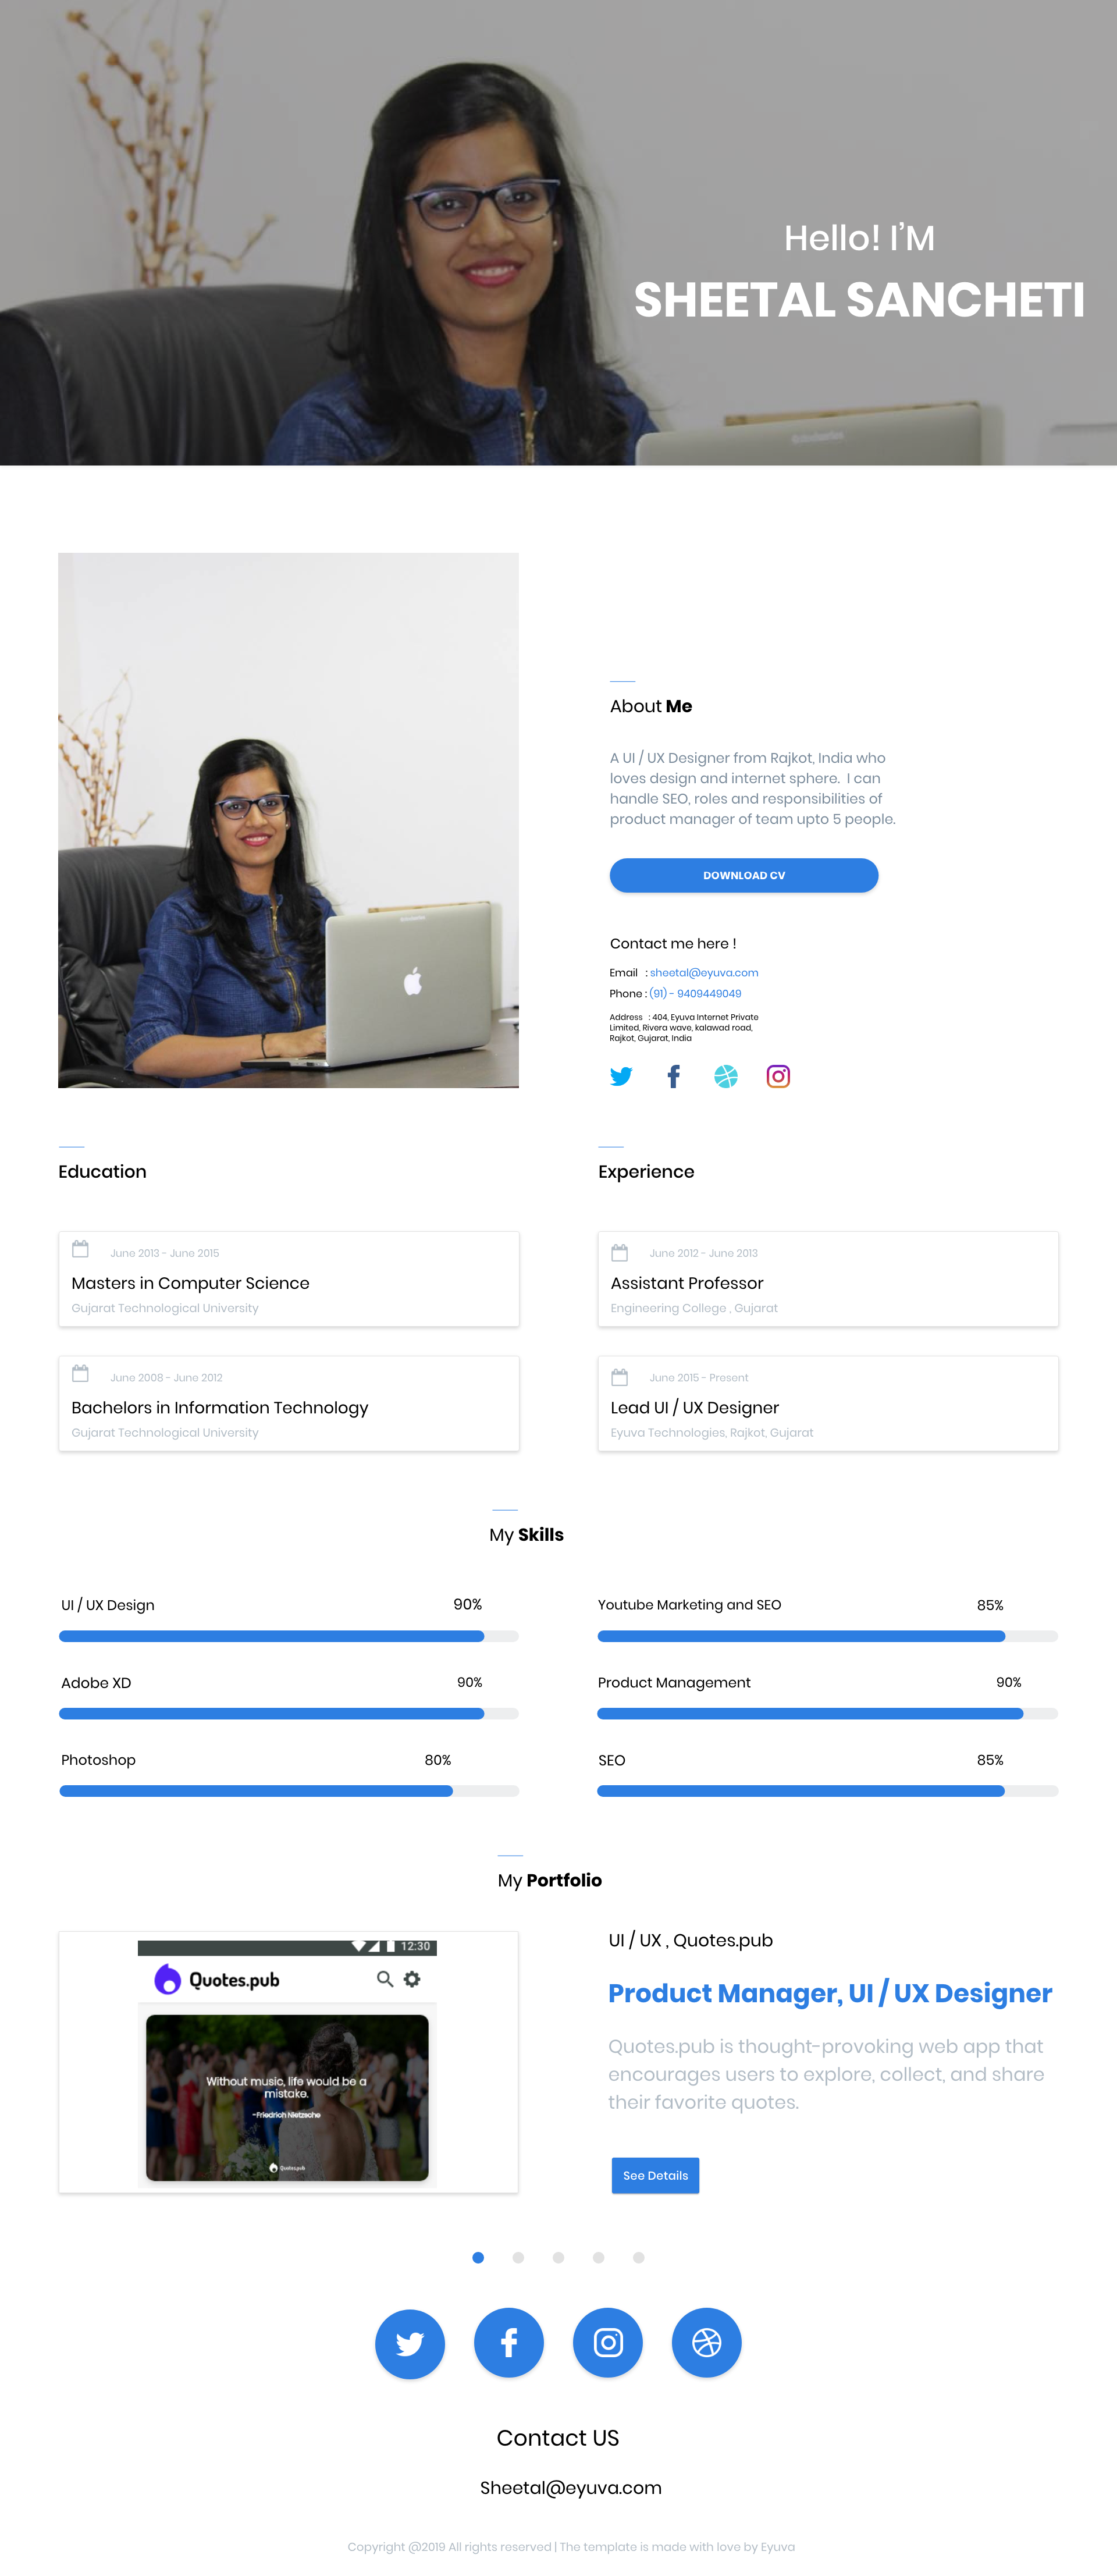 Hello! I'M
SHEETAL SANCHETI
About Me
A UI / UX Designer from Rajkot, India who
loves design and internet sphere. I can
handle SEO, roles and responsibilities of
product manager of team upto 5 people.
DOWNLOAD CV
Contact me here !
Email : sheetal@eyuva.com
Phone : (91) - 9409449049
Address : 404, Eyuva Internet Private
Limited, Rivera wave, kalawad road,
Rajkot, Gujarat, India
Education
June 2013 - June 2015
Masters in Computer Science
Gujarat Technological University
June 2008 - June 2012
Bachelors in Information Technology
Gujarat Technological University
Experience
June 2012 - June 2013
Assistant Professor
Engineering College , Gujarat
June 2015 - Present
Lead UI / UX Designer
Eyuva Technologies, Rajkot, Gujarat
My Skills
UI / UX Design 90%
Adobe XD 90%
Photoshop 80%
Youtube Marketing and SEO 85%
Product Management 90%
SEO 85%
My Portfolio
12:30
Quotes.pub
Without music, life would be a
mistake.
-Friedrich Nietzsche
Quotes.pub
UI / UX , Quotes.pub
Product Manager, UI / UX Designer
Quotes.pub is thought-provoking web app that
encourages users to explore, collect, and share
their favorite quotes.
See Details
Contact US
Sheetal@eyuva.com
Copyright @2019 All rights reserved | The template is made with love by Eyuva